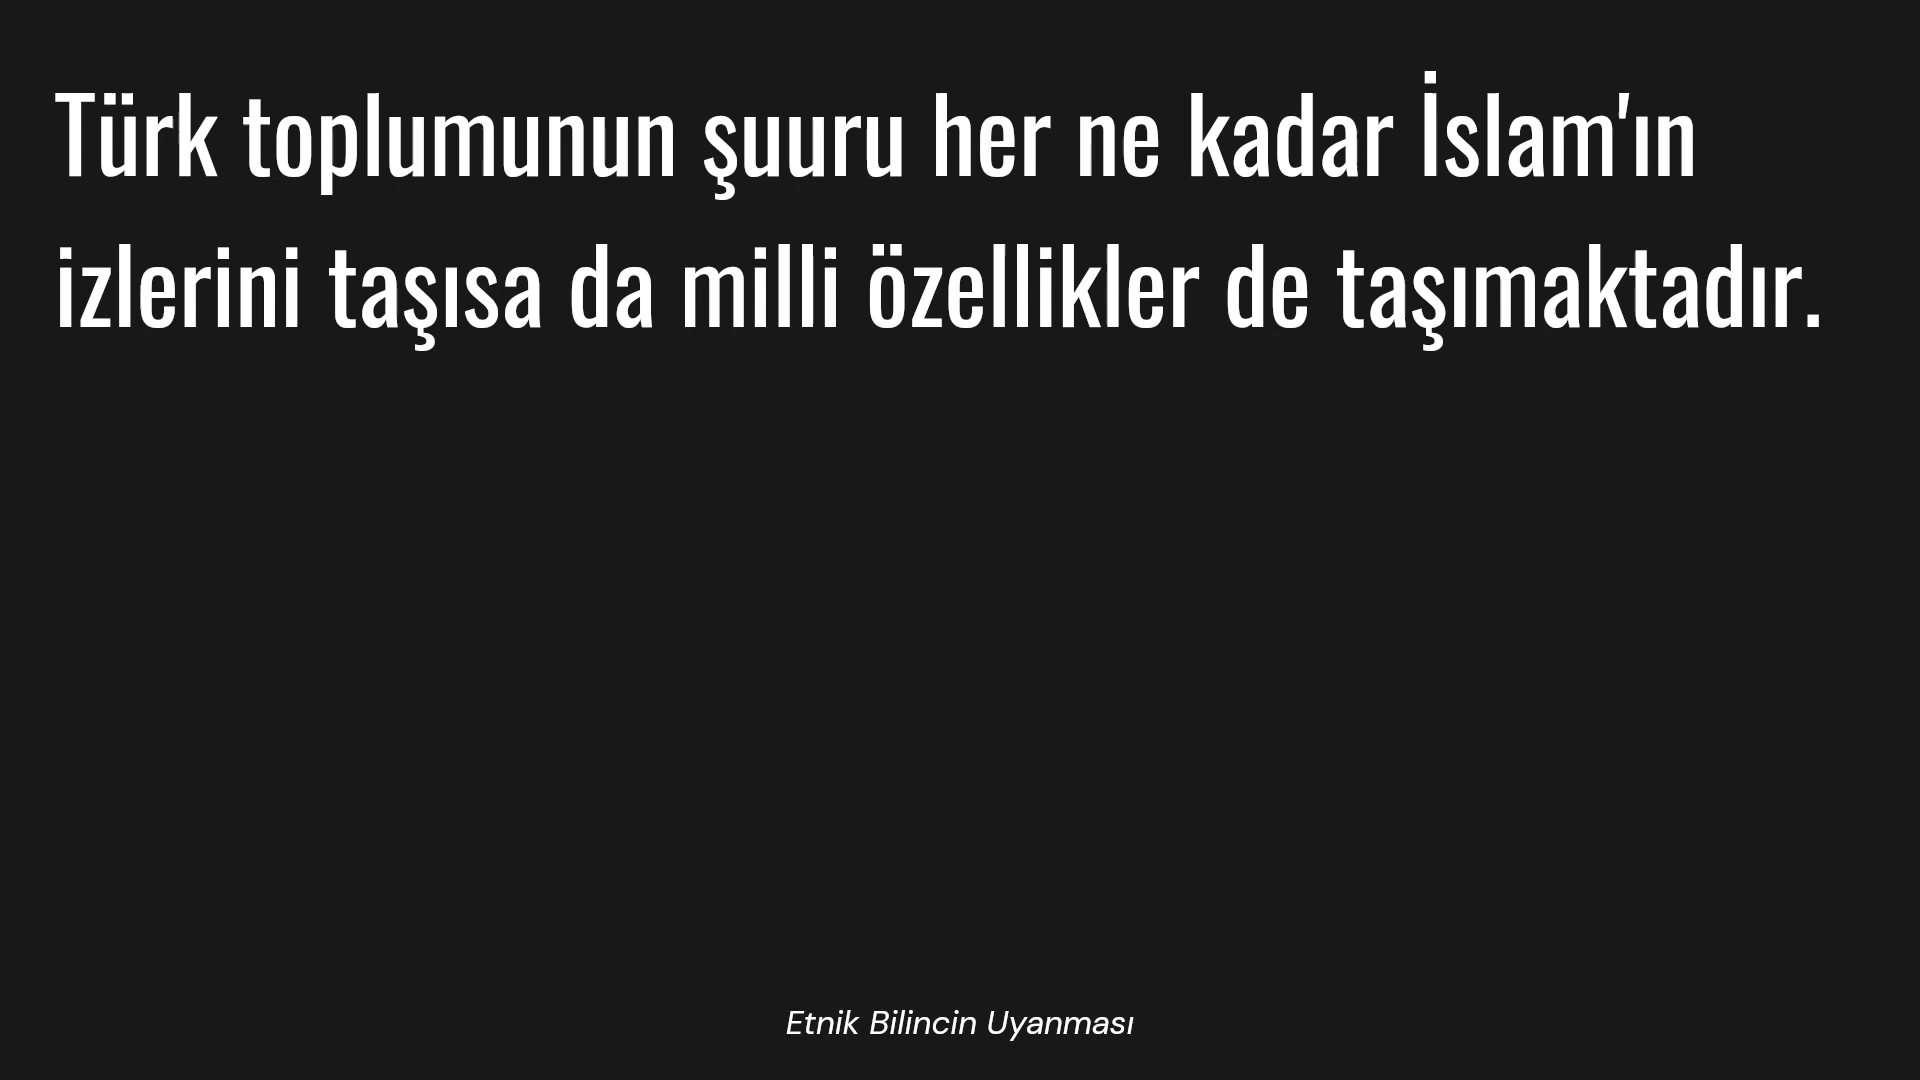 Türk toplumunun şuuru her ne kadar İslam'ın
izlerini taşısa da milli özellikler de taşımaktadır.
Etnik Bilincin Uyanması